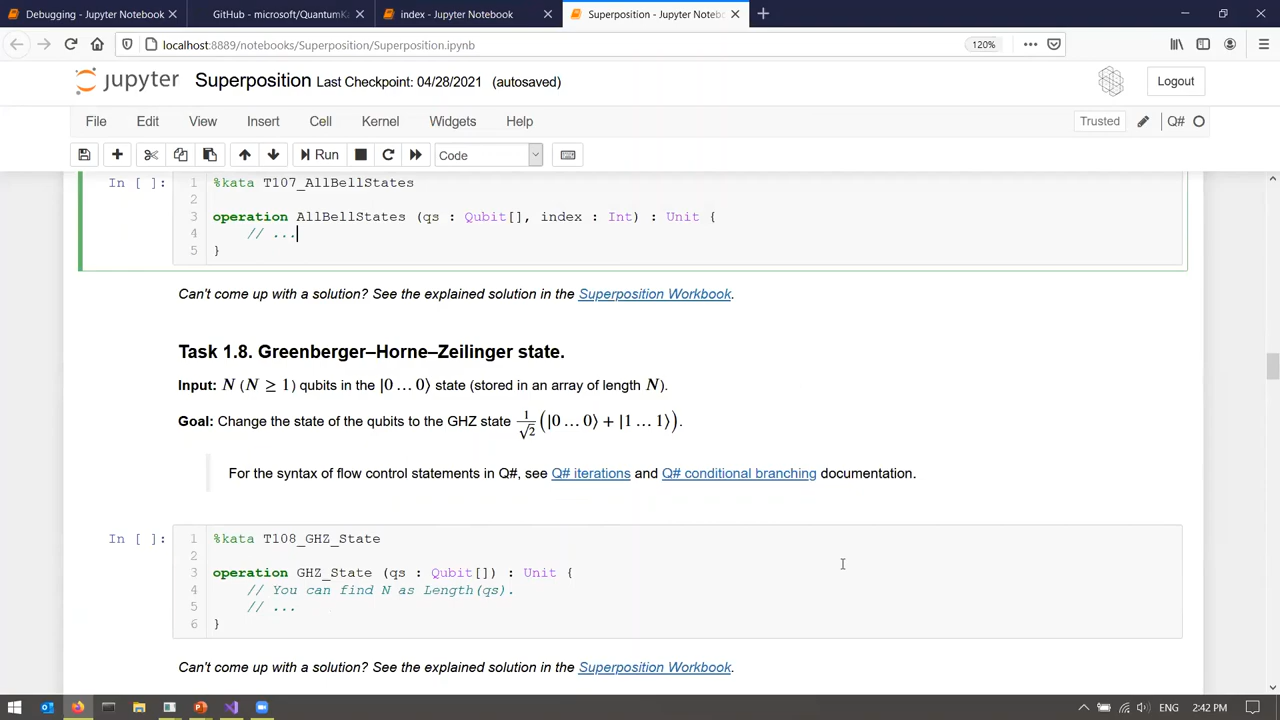 Debugging - Jupyter Notebook
GitHub - microsoft/QuantumKa
index - Jupyter Notebook
Superposition - Jupyter Notebo
localhost:8889/notebooks/Superposition/Superposition.ipynb
120%
jupyter
Superposition Last Checkpoint: 04/28/2021 (autosaved)
Logout
File Edit View Insert Cell Kernel Widgets Help
Trusted
Q#
Run
Code
In [ ]:
1 %kata T107_AllBellStates
2
3 operation AllBellStates (qs : Qubit[], index : Int) : Unit {
4 // ...
5 }
Can't come up with a solution? See the explained solution in the Superposition Workbook.
Task 1.8. Greenberger–Horne–Zeilinger state.
Input: N (N ≥ 1) qubits in the |0 … 0⟩ state (stored in an array of length N).
Goal: Change the state of the qubits to the GHZ state 1/√2 (|0 … 0⟩ + |1 … 1⟩).
For the syntax of flow control statements in Q#, see Q# iterations and Q# conditional branching documentation.
In [ ]:
1 %kata T108_GHZ_State
2
3 operation GHZ_State (qs : Qubit[]) : Unit {
4 // You can find N as Length(qs).
5 // ...
6 }
Can't come up with a solution? See the explained solution in the Superposition Workbook.
ENG 2:42 PM